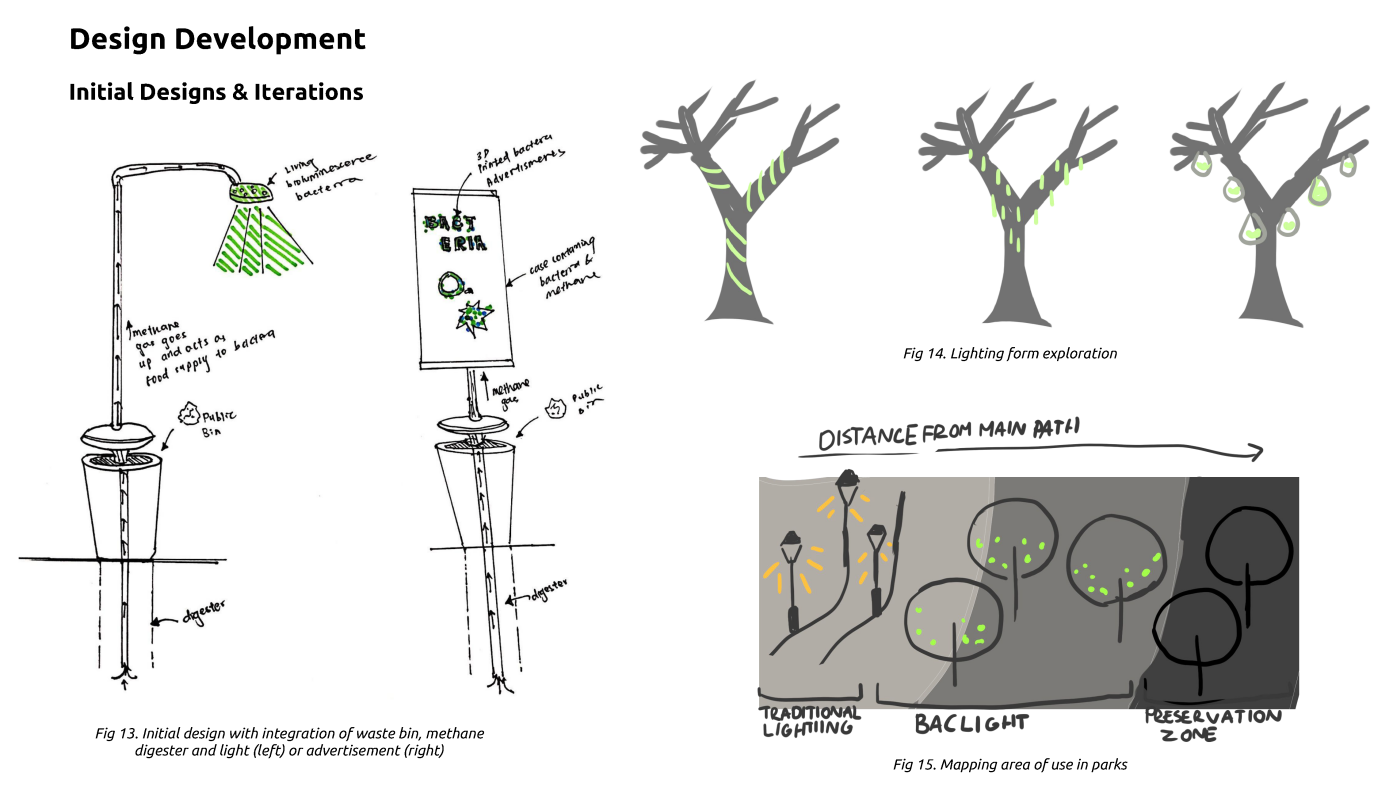 Design Development
Initial Designs & Iterations
Living
bioluminescence
bacteria
methane
gas goes
up and acts as
food supply to bacteria
Public
Bin
digester
3D
Printed bacteria
Advertisments
BACT
ERIA
case containing
bacteria &
methane
methane
gas
Public
Bin
digester
Fig 13. Initial design with integration of waste bin, methane
digester and light (left) or advertisement (right)
Fig 14. Lighting form exploration
DISTANCE FROM MAIN PATH
TRADITIONAL
LIGHTIING
BACLIGHT
PRESERVATION
ZONE
Fig 15. Mapping area of use in parks